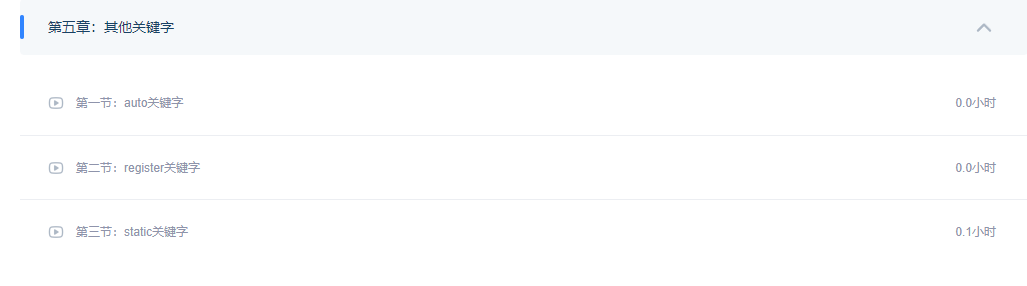 第五章：其他关键字
第一节：auto关键字 0.0小时
第二节：register关键字 0.0小时
第三节：static关键字 0.1小时